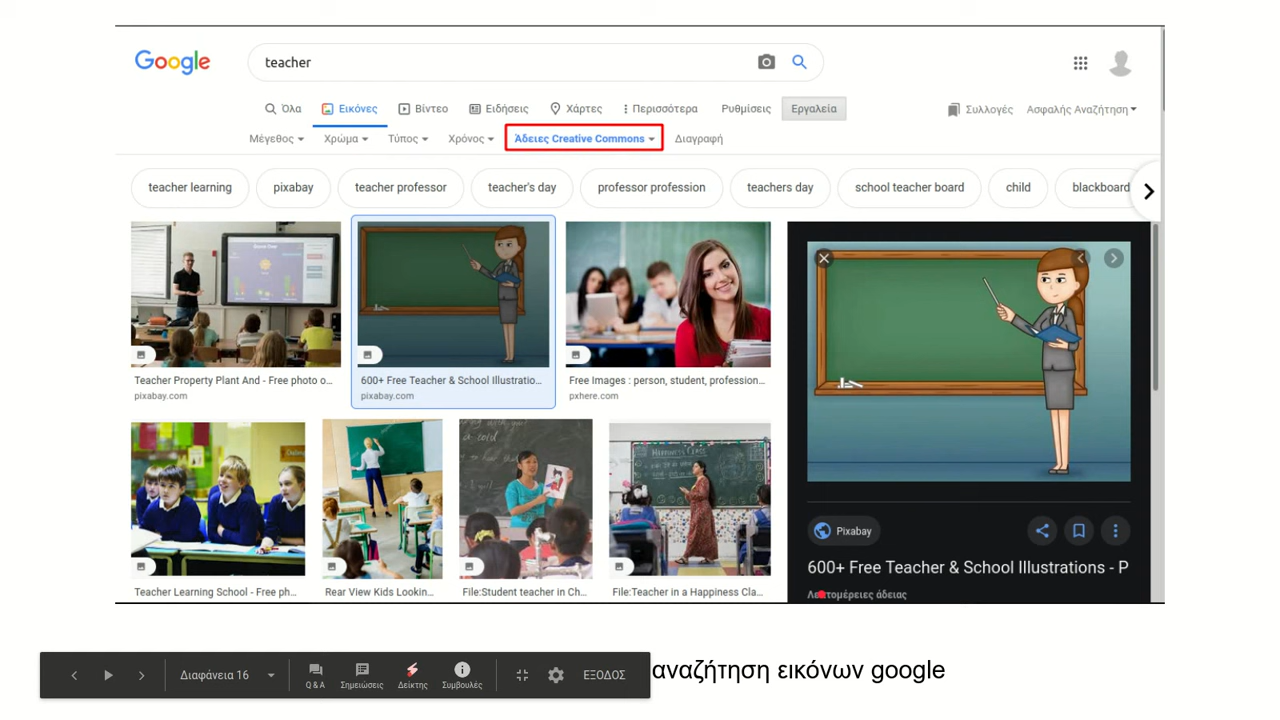 Google
teacher
Όλα Εικόνες Βίντεο Ειδήσεις Χάρτες Περισσότερα Ρυθμίσεις Εργαλεία Συλλογές Ασφαλής Αναζήτηση
Μέγεθος Χρώμα Τύπος Χρόνος Άδειες Creative Commons Διαγραφή
teacher learning pixabay teacher professor teacher's day professor profession teachers day school teacher board child blackboard
Teacher Property Plant And - Free photo o... 600+ Free Teacher & School Illustratio... Free Images : person, student, profession...
pixabay.com pixabay.com pxhere.com
Pixabay
600+ Free Teacher & School Illustrations - P
Teacher Learning School - Free ph... Rear View Kids Lookin... File:Student teacher in Ch... File:Teacher in a Happiness Cla... Λεπτομέρειες άδειας
αναζήτηση εικόνων google
Διαφάνεια 16 Q & A Σημειώσεις Δείκτης Συμβουλές ΕΞΟΔΟΣ